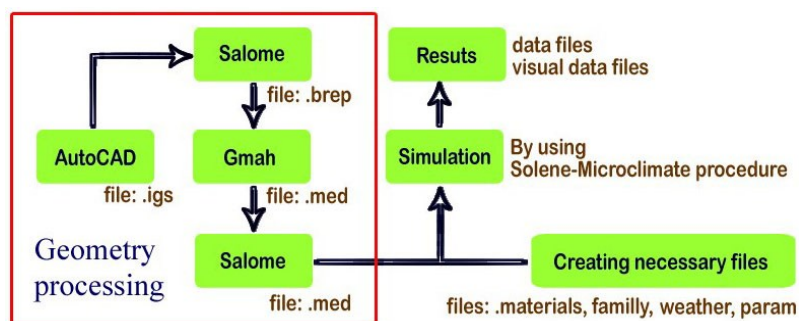 Salome
file: .brep
AutoCAD
file: .igs
Gmah
file: .med
Salome
file: .med
Geometry
processing
Resuts
data files
visual data files
Simulation
By using
Solene-Microclimate procedure
Creating necessary files
files: .materials, familly, weather, param